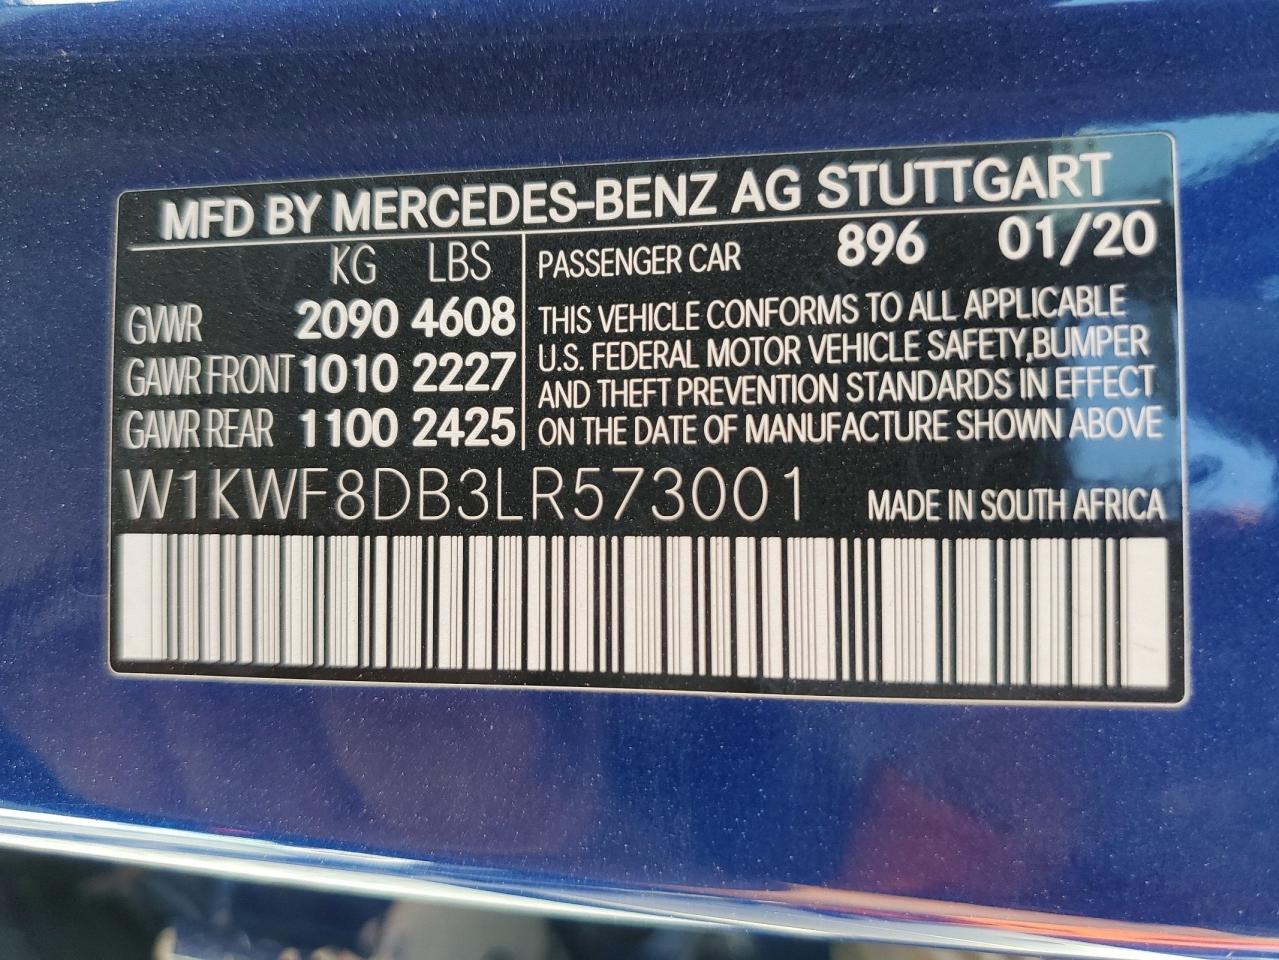 MFD BY MERCEDES-BENZ AG STUTTGART
KG LBS
GVWR 2090 4608
GAWR FRONT 1010 2227
GAWR REAR 1100 2425
PASSENGER CAR 896 01/20
THIS VEHICLE CONFORMS TO ALL APPLICABLE
U.S. FEDERAL MOTOR VEHICLE SAFETY,BUMPER
AND THEFT PREVENTION STANDARDS IN EFFECT
ON THE DATE OF MANUFACTURE SHOWN ABOVE
W1KWF8DB3LR573001 MADE IN SOUTH AFRICA